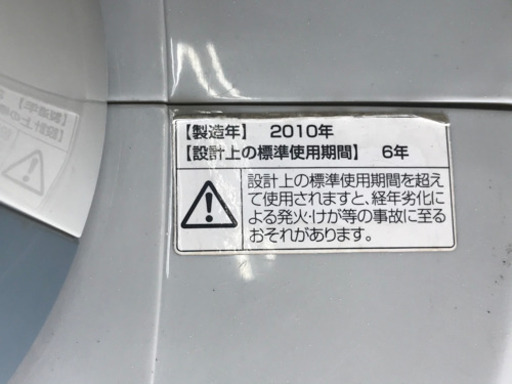 【製造年】 2010年
【設計上の標準使用期間】 6年
設計上の標準使用期間を超え
て使用されますと、経年劣化に
よる発火・けが等の事故に至る
おそれがあります。